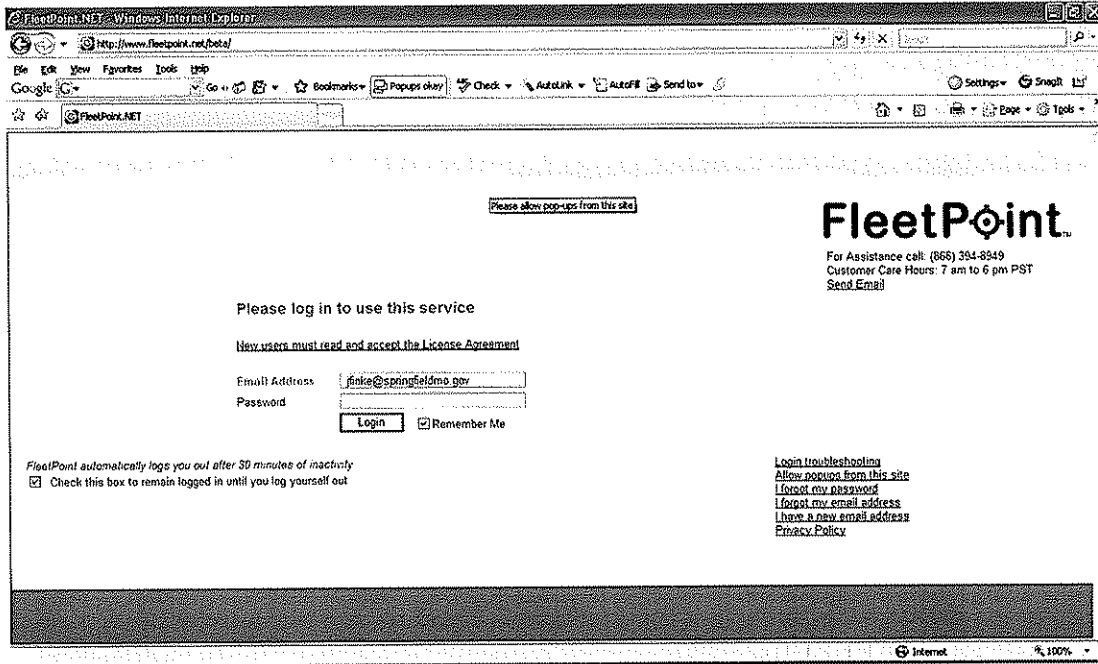 FleetPoint.NET - Windows Internet Explorer
http://www.fleetpoint.net/beta/
File Edit View Favorites Tools Help
Google Go Bookmarks Popups okay Check AutoLink AutoFill Send to Settings SnagIt
FleetPoint.NET Page Tools
Please allow pop-ups from this site
FleetPoint
For Assistance call: (866) 394-8949
Customer Care Hours: 7 am to 6 pm PST
Send Email
Please log in to use this service
New users must read and accept the License Agreement
Email Address jfinke@springfieldmo.gov
Password
Login Remember Me
FleetPoint automatically logs you out after 30 minutes of inactivity
Check this box to remain logged in until you log yourself out
Login troubleshooting
Allow popups from this site
I forgot my password
I forgot my email address
I have a new email address
Privacy Policy
Internet 100%